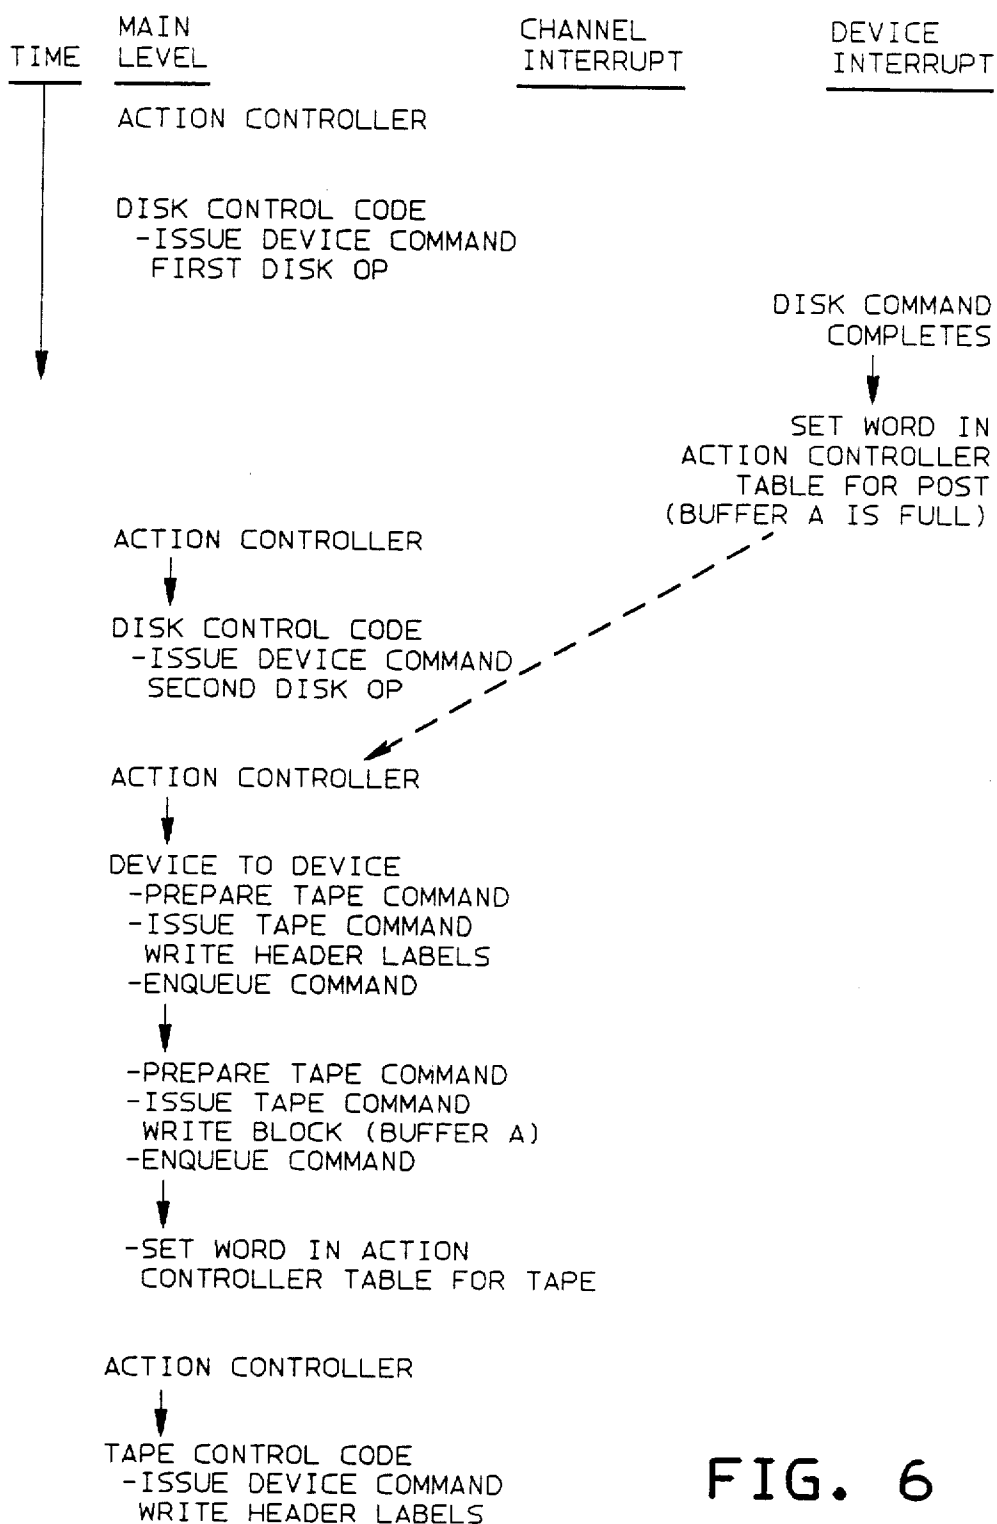 TIME
MAIN
LEVEL
CHANNEL
INTERRUPT
DEVICE
INTERRUPT
ACTION CONTROLLER
DISK CONTROL CODE
-ISSUE DEVICE COMMAND
FIRST DISK OP
DISK COMMAND
COMPLETES
SET WORD IN
ACTION CONTROLLER
TABLE FOR POST
(BUFFER A IS FULL)
ACTION CONTROLLER
DISK CONTROL CODE
-ISSUE DEVICE COMMAND
SECOND DISK OP
ACTION CONTROLLER
DEVICE TO DEVICE
-PREPARE TAPE COMMAND
-ISSUE TAPE COMMAND
WRITE HEADER LABELS
-ENQUEUE COMMAND
-PREPARE TAPE COMMAND
-ISSUE TAPE COMMAND
WRITE BLOCK (BUFFER A)
-ENQUEUE COMMAND
-SET WORD IN ACTION
CONTROLLER TABLE FOR TAPE
ACTION CONTROLLER
TAPE CONTROL CODE
-ISSUE DEVICE COMMAND
WRITE HEADER LABELS
FIG. 6